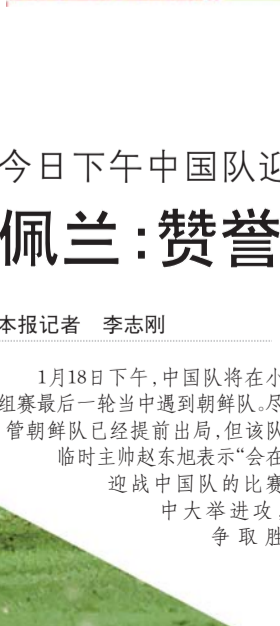 今日下午中国队迎
佩兰：赞誉
本报记者 李志刚
1月18日下午，中国队将在小
组赛最后一轮当中遇到朝鲜队。尽
管朝鲜队已经提前出局，但该队
临时主帅赵东旭表示“会在
迎战中国队的比赛
中大举进攻，
争取胜